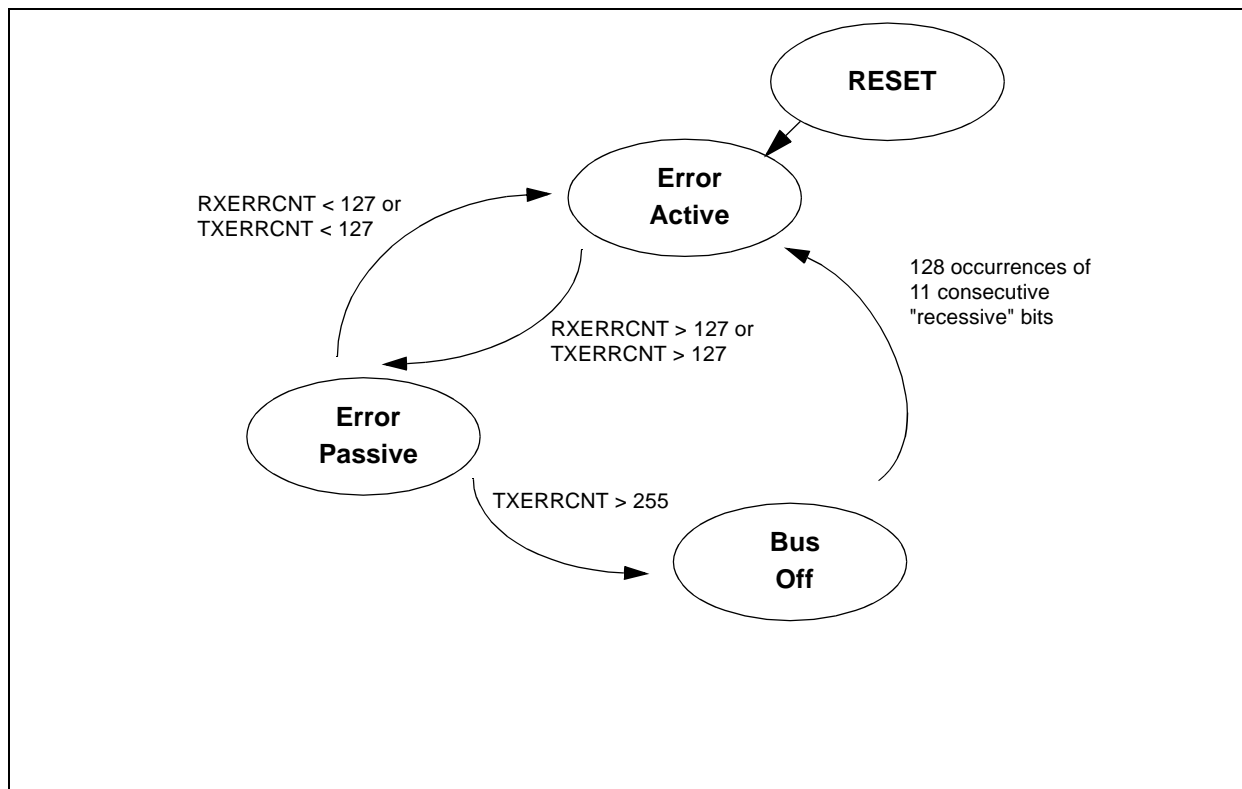 RESET
Error
Active
RXERRCNT < 127 or
TXERRCNT < 127
128 occurrences of
11 consecutive
"recessive" bits
RXERRCNT > 127 or
TXERRCNT > 127
Error
Passive
TXERRCNT > 255
Bus
Off